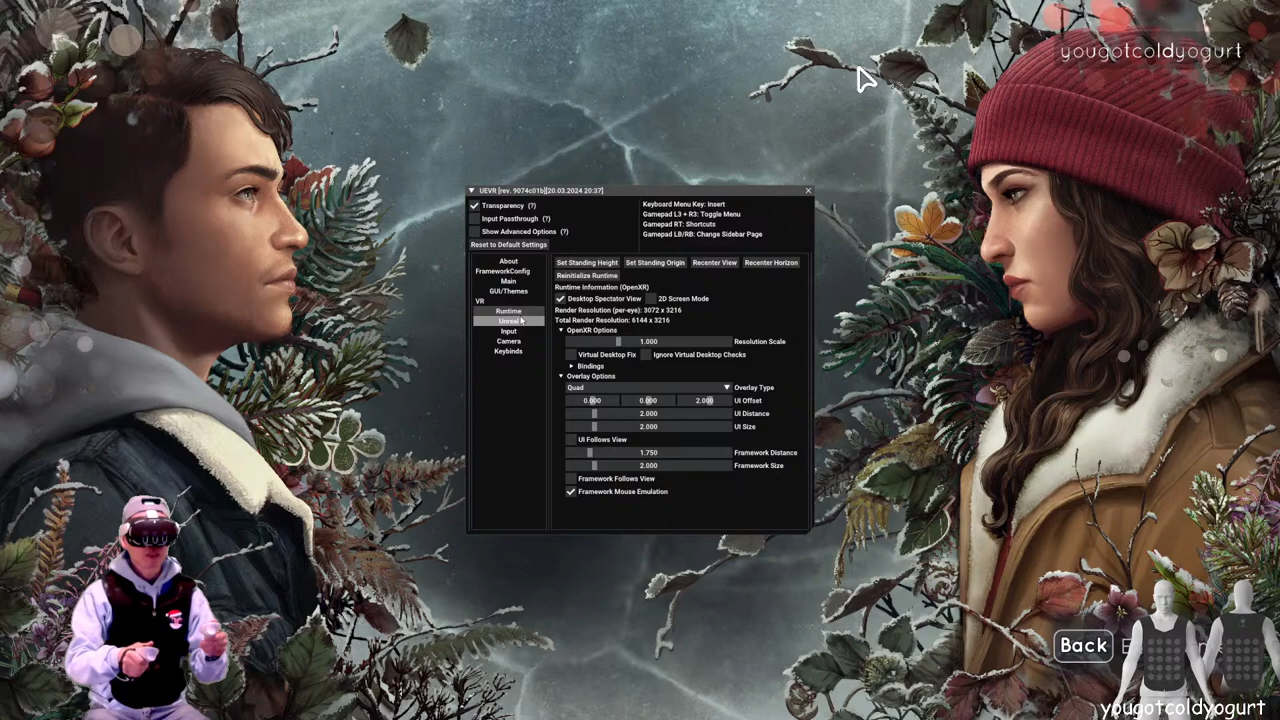 yougotcoldyogurt
UEVR [rev. 9074c01b][20.03.2024 20:37]
Transparency (?)
Input Passthrough (?)
Show Advanced Options (?)
Reset to Default Settings
Keyboard Menu Key: Insert
Gamepad L3 + R3: Toggle Menu
Gamepad RT: Shortcuts
Gamepad LB/RB: Change Sidebar Page
About
FrameworkConfig
Main
GUI/Themes
VR
Runtime
Unreal
Input
Camera
Keybinds
Set Standing Height Set Standing Origin Recenter View Recenter Horizon
Reinitialize Runtime
Runtime Information (OpenXR)
Desktop Spectator View 2D Screen Mode
Render Resolution (per-eye): 3072 x 3216
Total Render Resolution: 6144 x 3216
OpenXR Options
1.000 Resolution Scale
Virtual Desktop Fix Ignore Virtual Desktop Checks
Bindings
Overlay Options
Quad Overlay Type
0.000 0.000 2.000 UI Offset
2.000 UI Distance
2.000 UI Size
UI Follows View
1.750 Framework Distance
2.000 Framework Size
Framework Follows View
Framework Mouse Emulation
Back
yougotcoldyogurt